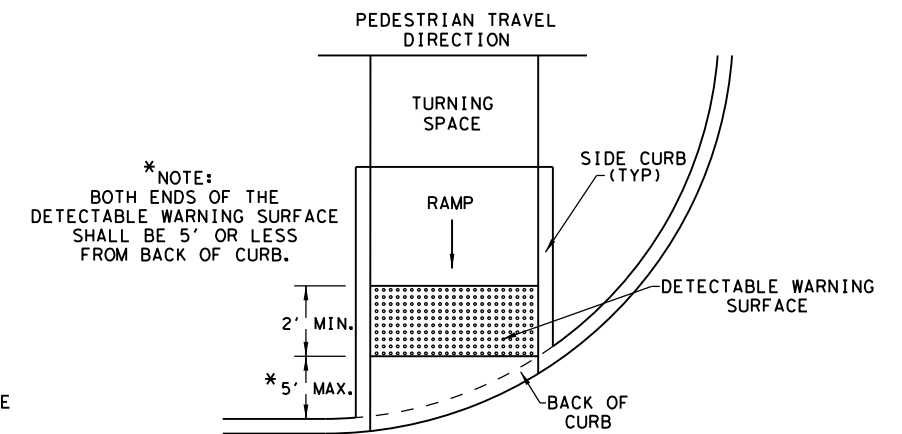 PEDESTRIAN TRAVEL
DIRECTION
TURNING
SPACE
SIDE CURB
(TYP)
*NOTE:
BOTH ENDS OF THE
DETECTABLE WARNING SURFACE
SHALL BE 5' OR LESS
FROM BACK OF CURB.
RAMP
DETECTABLE WARNING
SURFACE
2' MIN.
*5' MAX.
BACK OF
CURB
E